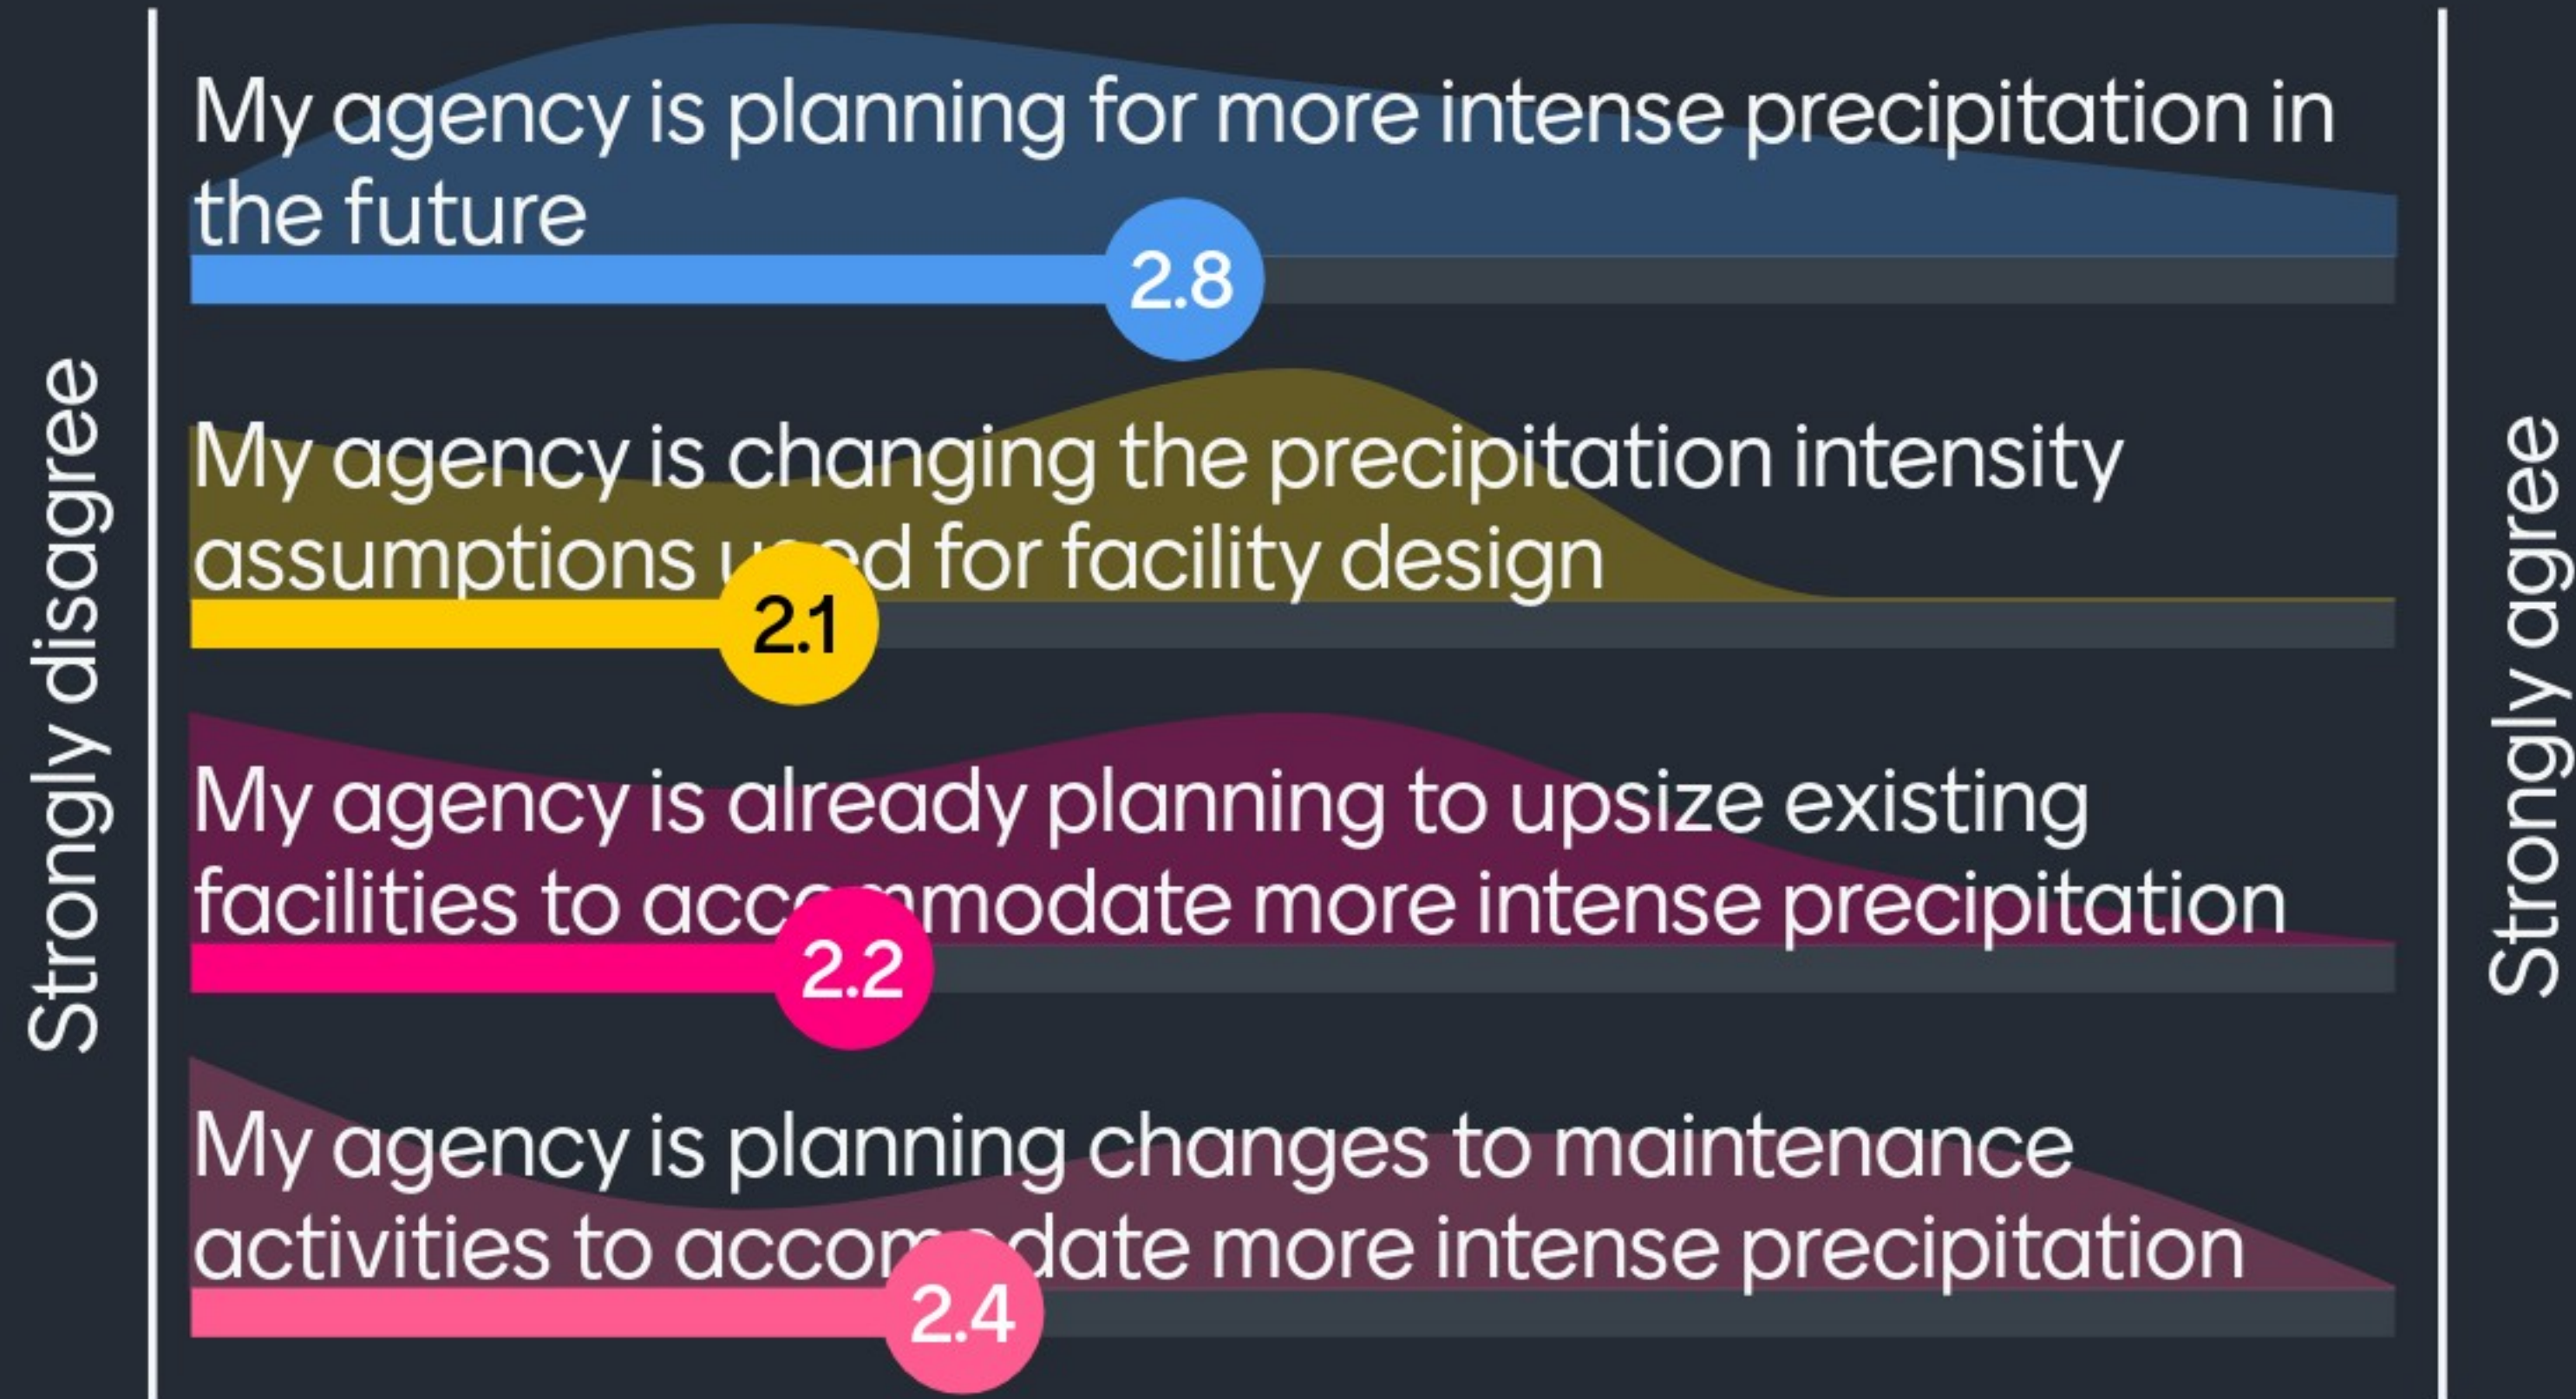 Strongly disagree
My agency is planning for more intense precipitation in
the future
2.8
My agency is changing the precipitation intensity
assumptions used for facility design
2.1
My agency is already planning to upsize existing
facilities to accommodate more intense precipitation
2.2
My agency is planning changes to maintenance
activities to accomodate more intense precipitation
2.4
Strongly agree